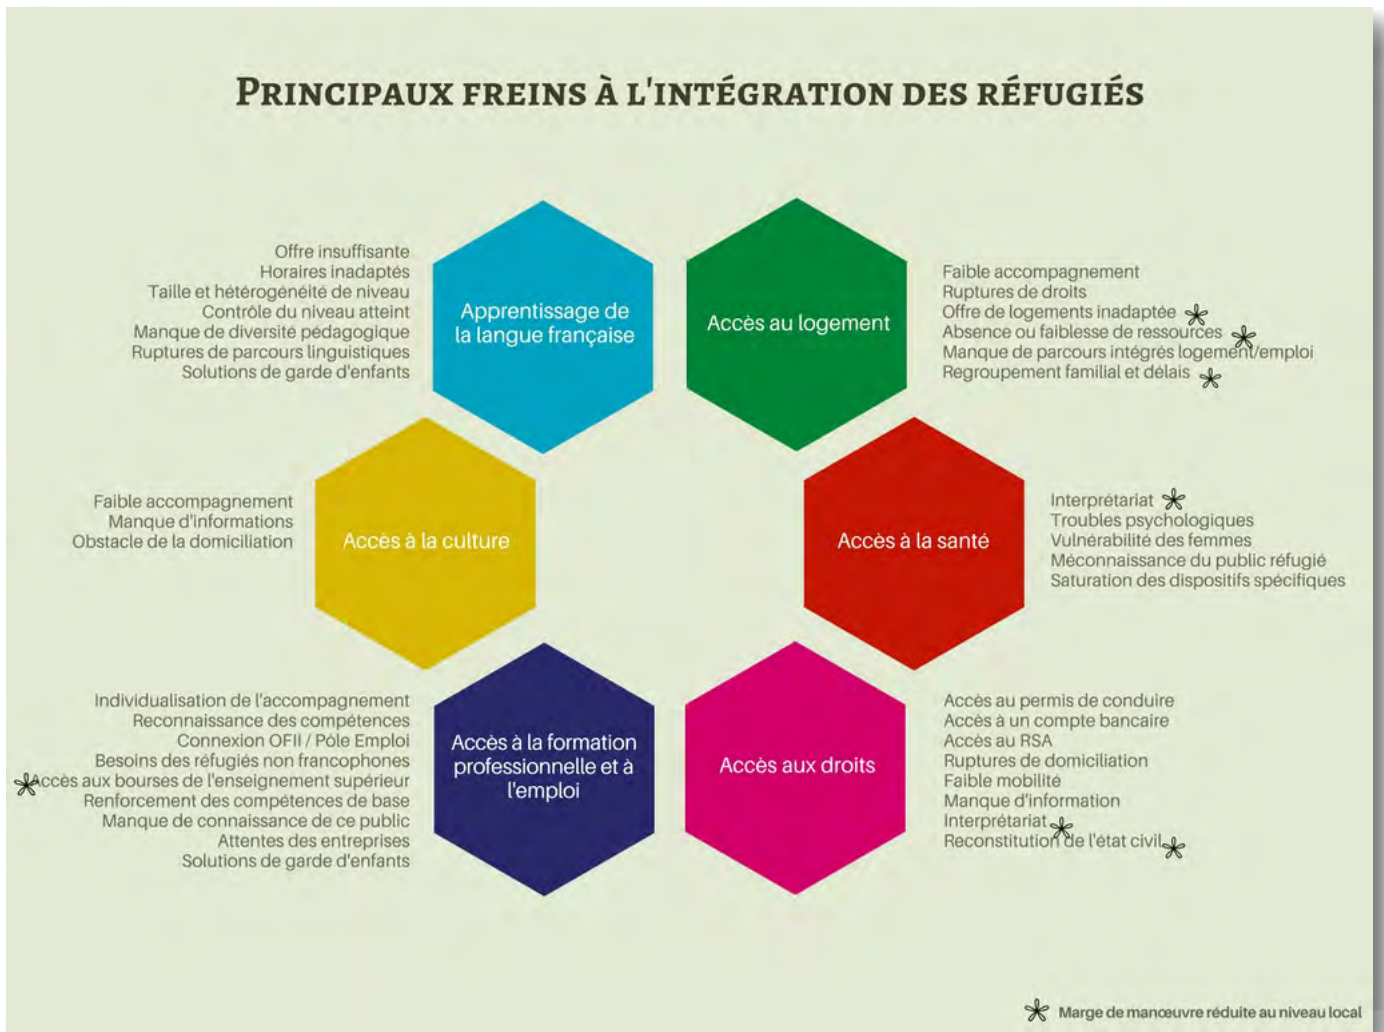 PRINCIPAUX FREINS À L'INTÉGRATION DES RÉFUGIÉS
Offre insuffisante
Horaires inadaptés
Taille et hétérogénéité de niveau
Contrôle du niveau atteint
Manque de diversité pédagogique
Ruptures de parcours linguistiques
Solutions de garde d'enfants
Apprentissage de
la langue française
Accès au logement
Faible accompagnement
Ruptures de droits
Offre de logements inadaptée
Absence ou faiblesse de ressources
Manque de parcours intégrés logement/emploi
Regroupement familial et délais
Faible accompagnement
Manque d'informations
Obstacle de la domiciliation
Accès à la culture
Accès à la santé
Interprétariat
Troubles psychologiques
Vulnérabilité des femmes
Méconnaissance du public réfugié
Saturation des dispositifs spécifiques
Individualisation de l'accompagnement
Reconnaissance des compétences
Connexion OFII / Pôle Emploi
Besoins des réfugiés non francophones
Accès aux bourses de l'enseignement supérieur
Renforcement des compétences de base
Manque de connaissance de ce public
Attentes des entreprises
Solutions de garde d'enfants
Accès à la formation
professionnelle et à
l'emploi
Accès aux droits
Accès au permis de conduire
Accès à un compte bancaire
Accès au RSA
Ruptures de domiciliation
Faible mobilité
Manque d'information
Interprétariat
Reconstitution de l'état civil
Marge de manœuvre réduite au niveau local